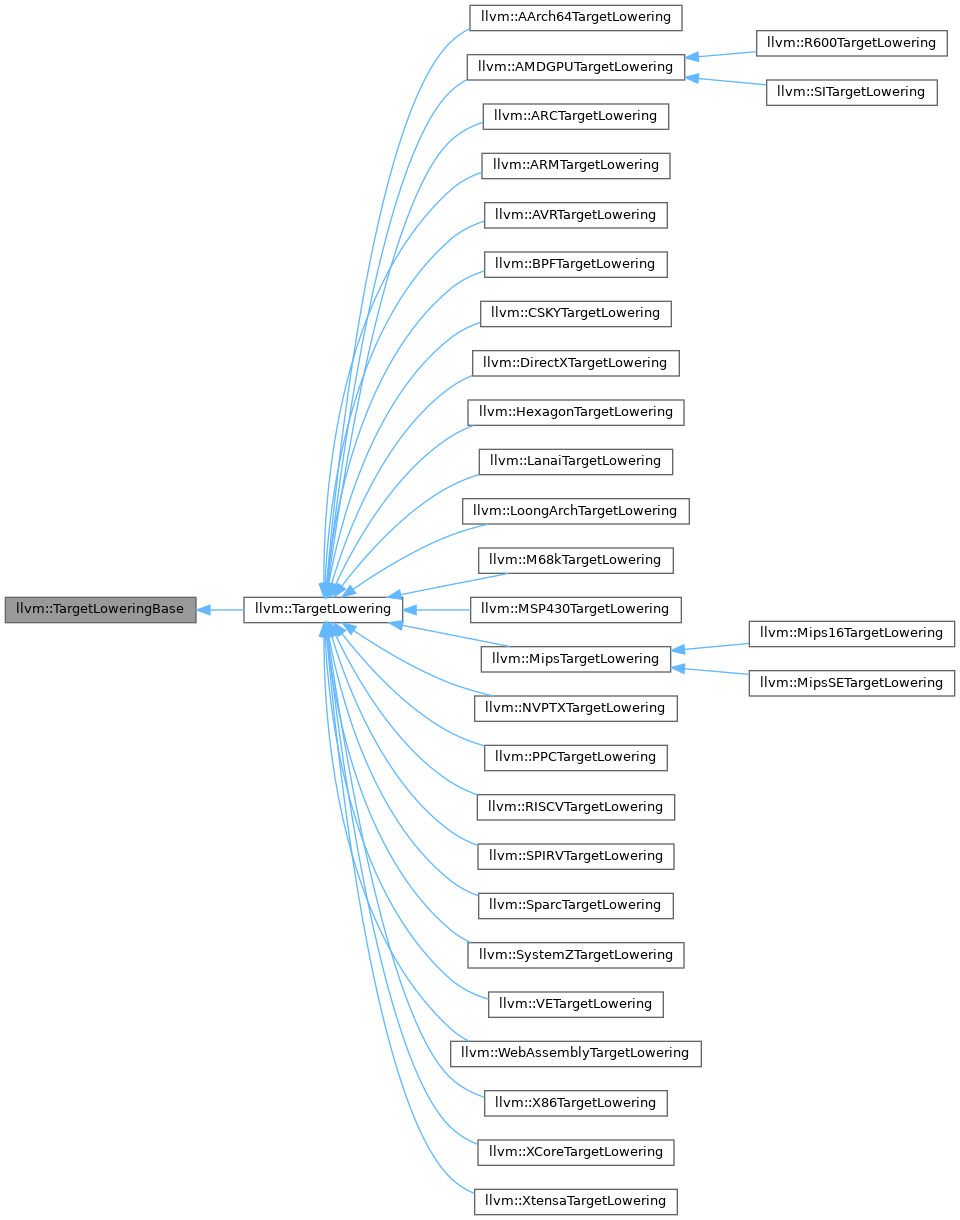 llvm::AArch64TargetLowering
llvm::R600TargetLowering
llvm::AMDGPUTargetLowering
llvm::SITargetLowering
llvm::ARCTargetLowering
llvm::ARMTargetLowering
llvm::AVRTargetLowering
llvm::BPFTargetLowering
llvm::CSKYTargetLowering
llvm::DirectXTargetLowering
llvm::HexagonTargetLowering
llvm::LanaiTargetLowering
llvm::LoongArchTargetLowering
llvm::M68kTargetLowering
llvm::TargetLoweringBase
llvm::TargetLowering
llvm::MSP430TargetLowering
llvm::Mips16TargetLowering
llvm::MipsTargetLowering
llvm::MipsSETargetLowering
llvm::NVPTXTargetLowering
llvm::PPCTargetLowering
llvm::RISCVTargetLowering
llvm::SPIRVTargetLowering
llvm::SparcTargetLowering
llvm::SystemZTargetLowering
llvm::VETargetLowering
llvm::WebAssemblyTargetLowering
llvm::X86TargetLowering
llvm::XCoreTargetLowering
llvm::XtensaTargetLowering